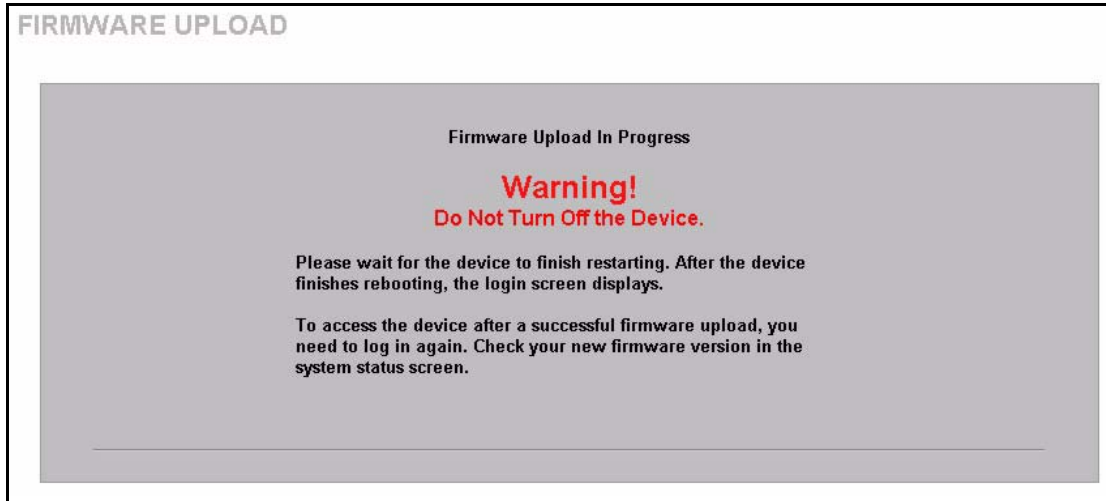 FIRMWARE UPLOAD
Firmware Upload In Progress
Warning!
Do Not Turn Off the Device.
Please wait for the device to finish restarting. After the device
finishes rebooting, the login screen displays.
To access the device after a successful firmware upload, you
need to log in again. Check your new firmware version in the
system status screen.